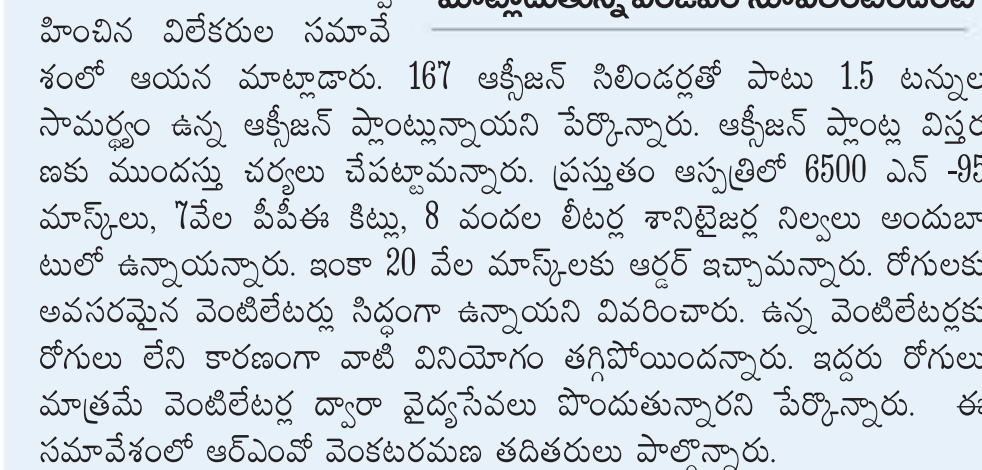 హించిన విలేకరుల సమావే
శంలో ఆయన మాట్లాడారు. 167 ఆక్సీజన్ సిలిండర్లతో పాటు 1.5 టన్నుల
సామర్థ్యం ఉన్న ఆక్సీజన్ ప్లాంట్లున్నాయని పేర్కొన్నారు. ఆక్సీజన్ ప్లాంట్ల విస్తర
ణకు ముందస్తు చర్యలు చేపట్టామన్నారు. ప్రస్తుతం ఆస్పత్రిలో 6500 ఎన్ -95
మాస్క్‌లు, 7వేల పీపీఈ కిట్లు, 8 వందల లీటర్ల శానిటైజర్ల నిల్వలు అందుబా
టులో ఉన్నాయన్నారు. ఇంకా 20 వేల మాస్క్‌లకు ఆర్డర్ ఇచ్చామన్నారు. రోగులకు
అవసరమైన వెంటిలేటర్లు సిద్ధంగా ఉన్నాయని వివరించారు. ఉన్న వెంటిలేటర్లకు
రోగులు లేని కారణంగా వాటి వినియోగం తగ్గిపోయిందన్నారు. ఇద్దరు రోగులు
మాత్రమే వెంటిలేటర్ల ద్వారా వైద్యసేవలు పొందుతున్నారని పేర్కొన్నారు. ఈ
సమావేశంలో ఆర్ఎంవో వెంకటరమణ తదితరులు పాల్గొన్నారు.